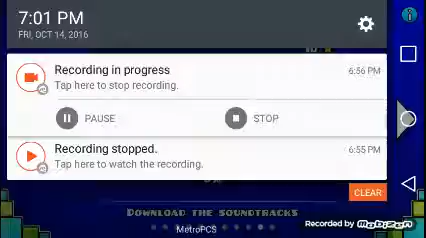 7:01 PM
FRI, OCT 14, 2016
Recording in progress
6:56 PM
Tap here to stop recording.
PAUSE
STOP
Recording stopped.
6:55 PM
Tap here to watch the recording.
CLEAR
DOWNLOAD THE SOUNDTRACKS
MetroPCS
Recorded by Mobizen